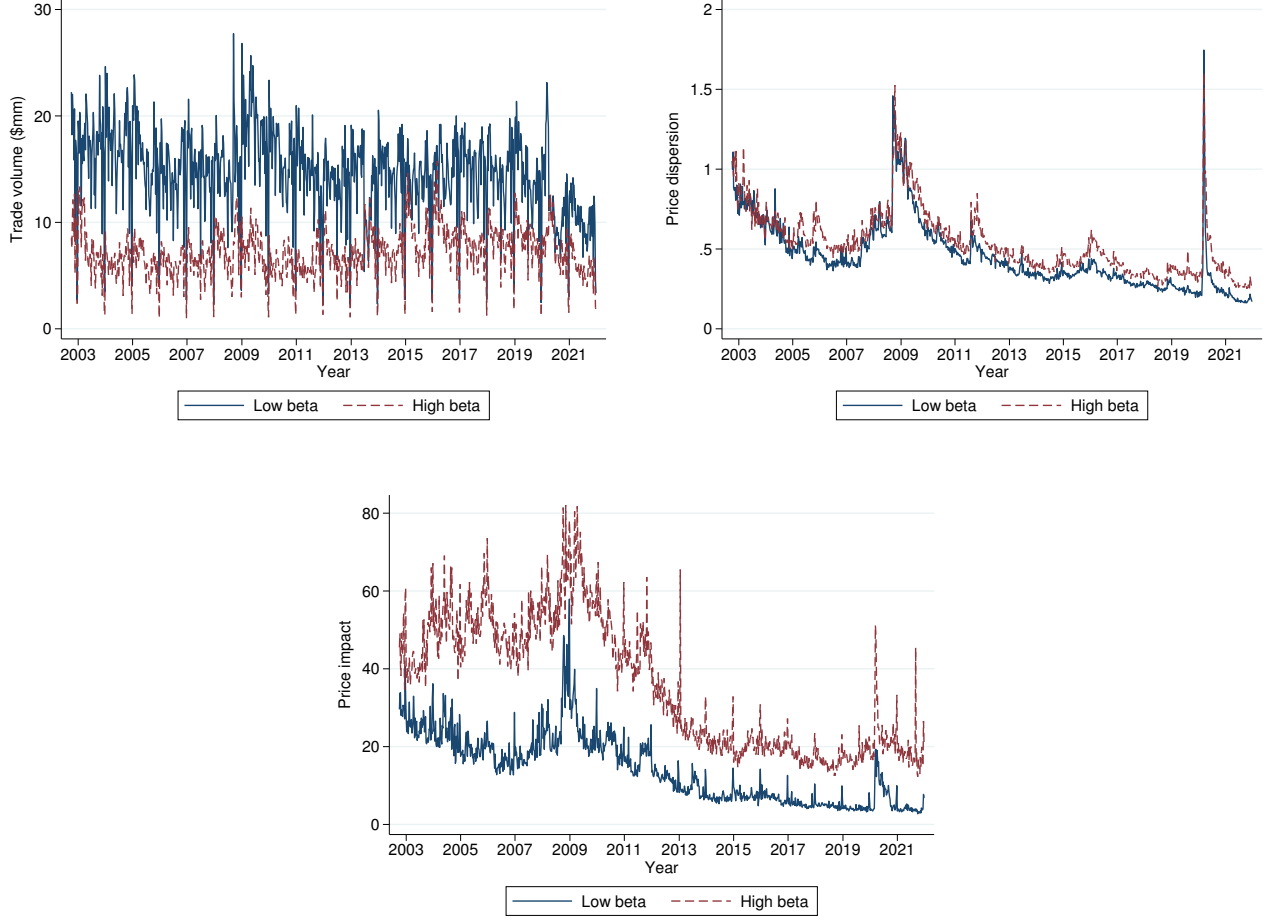 Trade volume ($mm)
30
20
10
0
2003 2005 2007 2009 2011 2013 2015 2017 2019 2021
Year
Low beta High beta
Price dispersion
2
1.5
1
.5
0
2003 2005 2007 2009 2011 2013 2015 2017 2019 2021
Year
Low beta High beta
Price impact
80
60
40
20
0
2003 2005 2007 2009 2011 2013 2015 2017 2019 2021
Year
Low beta High beta